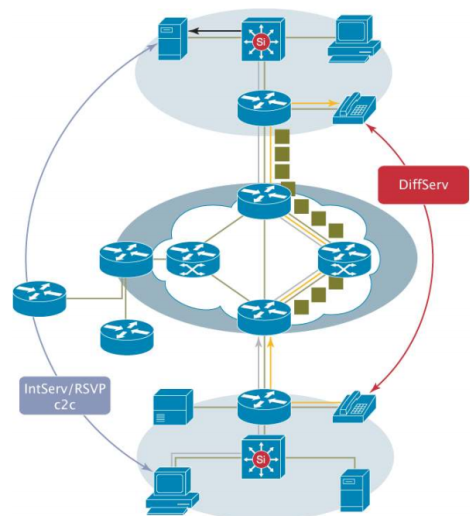 Si
DiffServ
IntServ/RSVP
c2c
Si